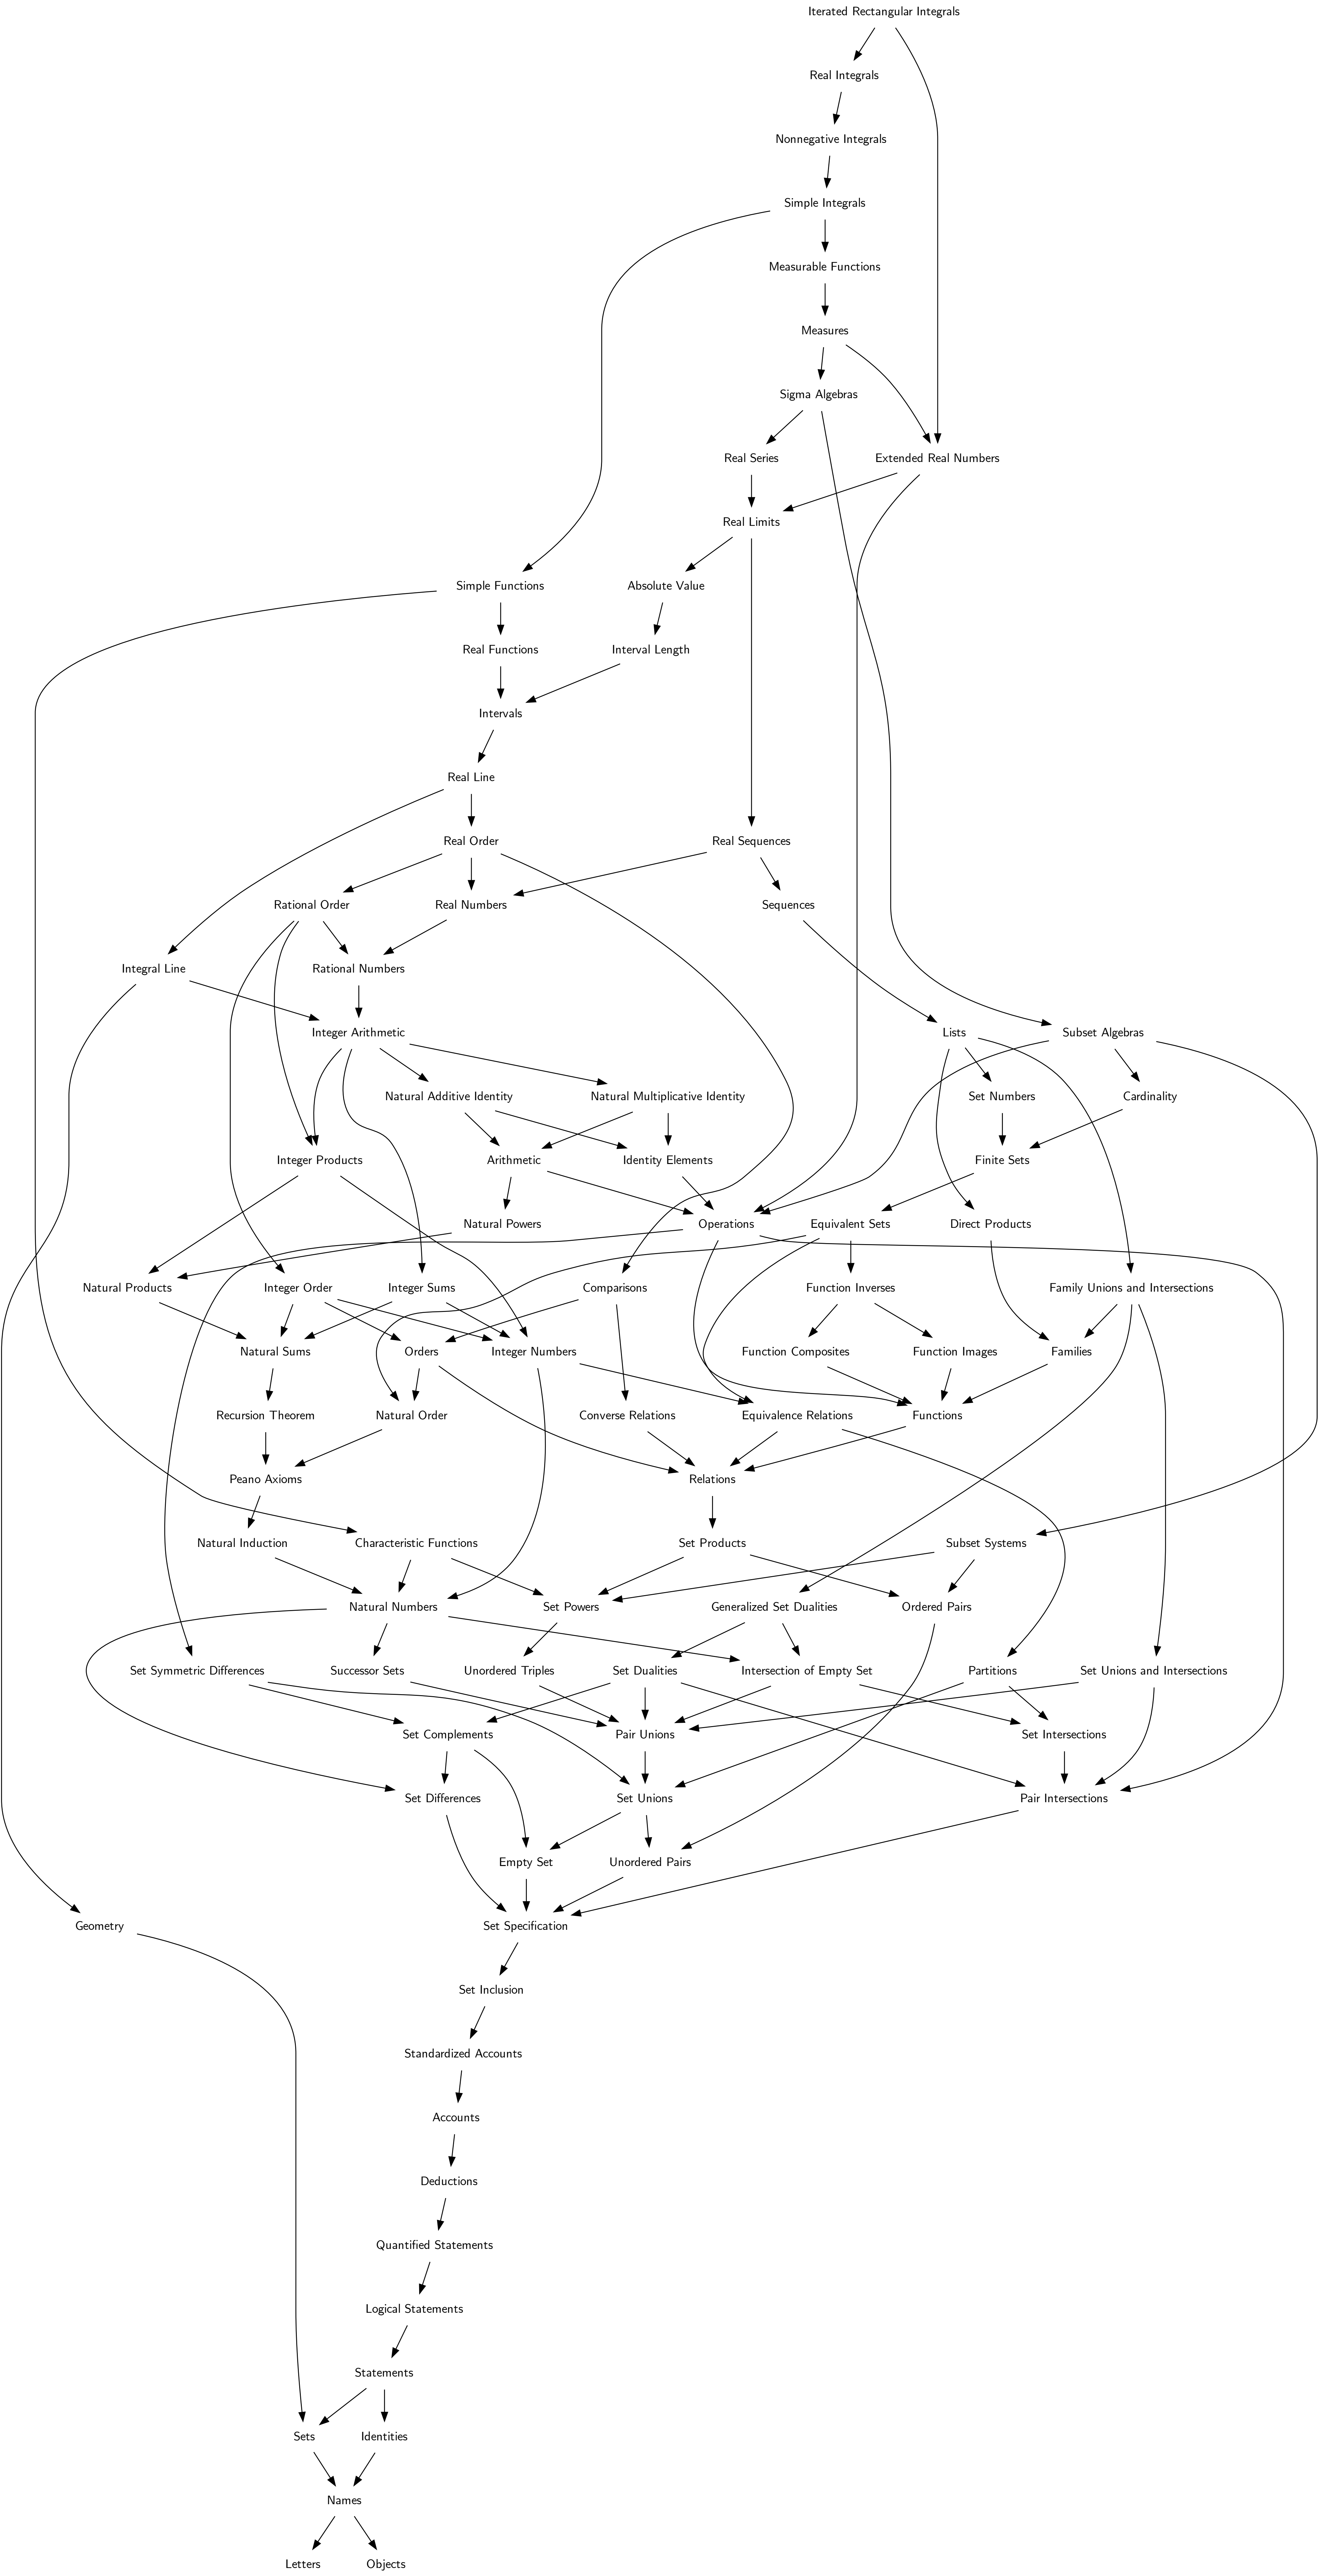 Iterated Rectangular Integrals
Real Integrals
Nonnegative Integrals
Simple Integrals
Measurable Functions
Measures
Sigma Algebras
Real Series
Extended Real Numbers
Real Limits
Simple Functions
Absolute Value
Real Functions
Interval Length
Intervals
Real Line
Real Order
Real Sequences
Rational Order
Real Numbers
Sequences
Integral Line
Rational Numbers
Integer Arithmetic
Lists
Subset Algebras
Natural Additive Identity
Natural Multiplicative Identity
Set Numbers
Cardinality
Integer Products
Arithmetic
Identity Elements
Finite Sets
Natural Powers
Operations
Equivalent Sets
Direct Products
Natural Products
Integer Order
Integer Sums
Comparisons
Function Inverses
Family Unions and Intersections
Natural Sums
Orders
Integer Numbers
Function Composites
Function Images
Families
Recursion Theorem
Natural Order
Converse Relations
Equivalence Relations
Functions
Peano Axioms
Relations
Natural Induction
Characteristic Functions
Set Products
Subset Systems
Natural Numbers
Set Powers
Generalized Set Dualities
Ordered Pairs
Set Symmetric Differences
Successor Sets
Unordered Triples
Set Dualities
Intersection of Empty Set
Partitions
Set Unions and Intersections
Set Complements
Pair Unions
Set Intersections
Set Differences
Set Unions
Pair Intersections
Empty Set
Unordered Pairs
Geometry
Set Specification
Set Inclusion
Standardized Accounts
Accounts
Deductions
Quantified Statements
Logical Statements
Statements
Sets
Identities
Names
Letters
Objects